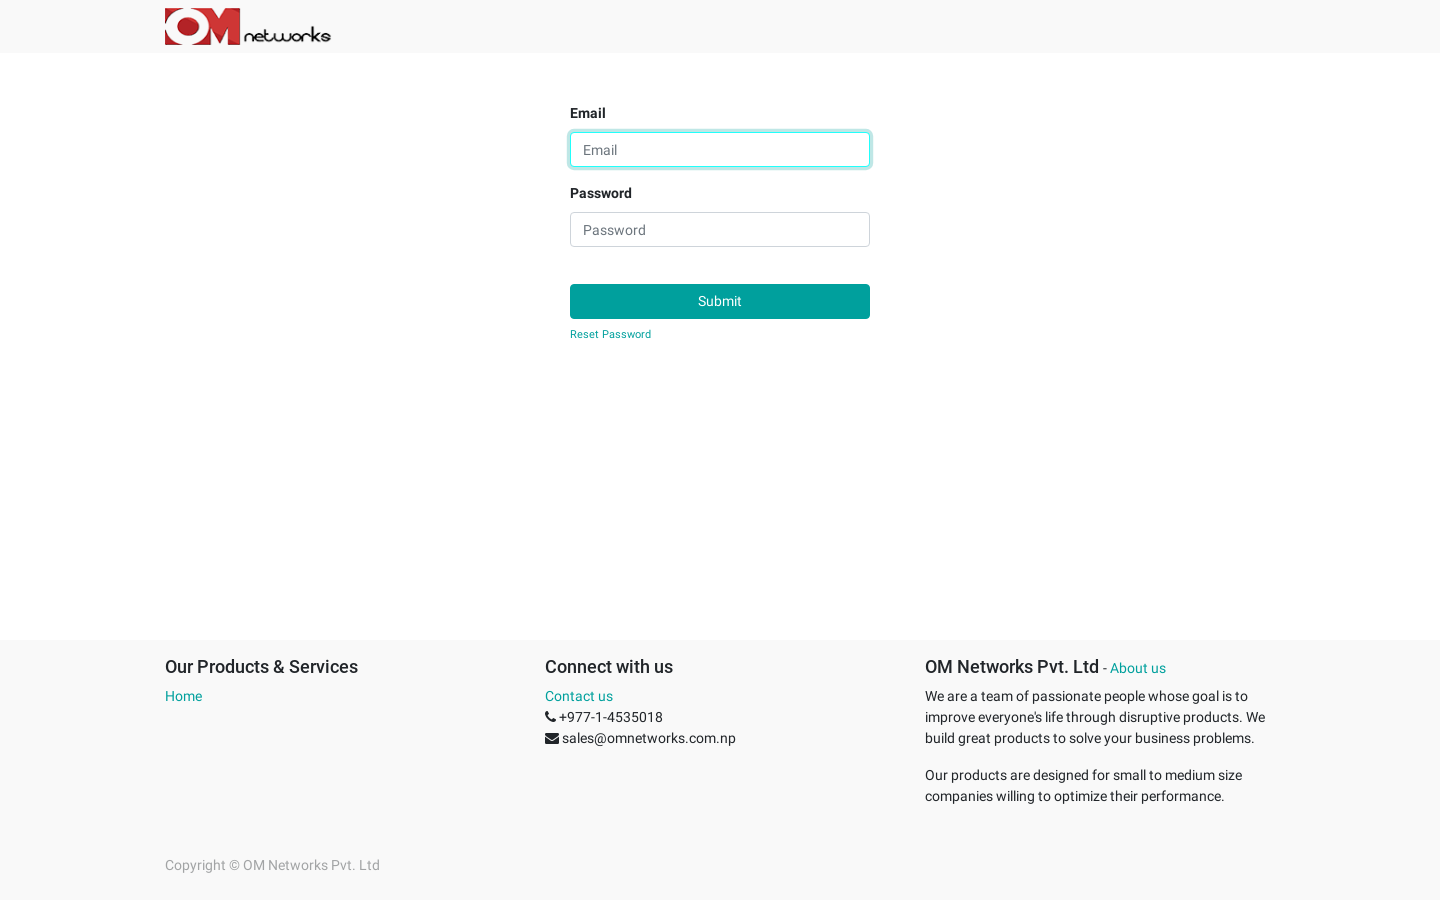 OM networks
Email
Email
Password
Password
Submit
Reset Password
Our Products & Services
Home
Connect with us
Contact us
+977-1-4535018
sales@omnetworks.com.np
OM Networks Pvt. Ltd - About us
We are a team of passionate people whose goal is to
improve everyone's life through disruptive products. We
build great products to solve your business problems.
Our products are designed for small to medium size
companies willing to optimize their performance.
Copyright © OM Networks Pvt. Ltd